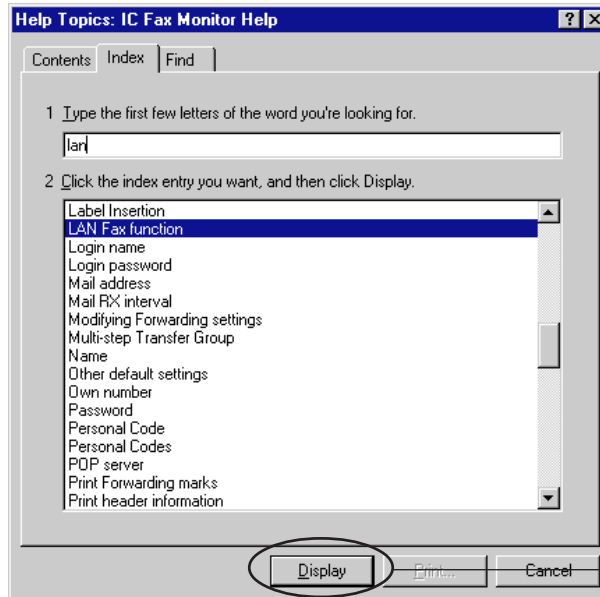 Help Topics: IC Fax Monitor Help
Contents Index Find
1 Type the first few letters of the word you're looking for.
lan
2 Click the index entry you want, and then click Display.
Label Insertion
LAN Fax function
Login name
Login password
Mail address
Mail RX interval
Modifying Forwarding settings
Multi-step Transfer Group
Name
Other default settings
Own number
Password
Personal Code
Personal Codes
POP server
Print Forwarding marks
Print header information
Display Print... Cancel